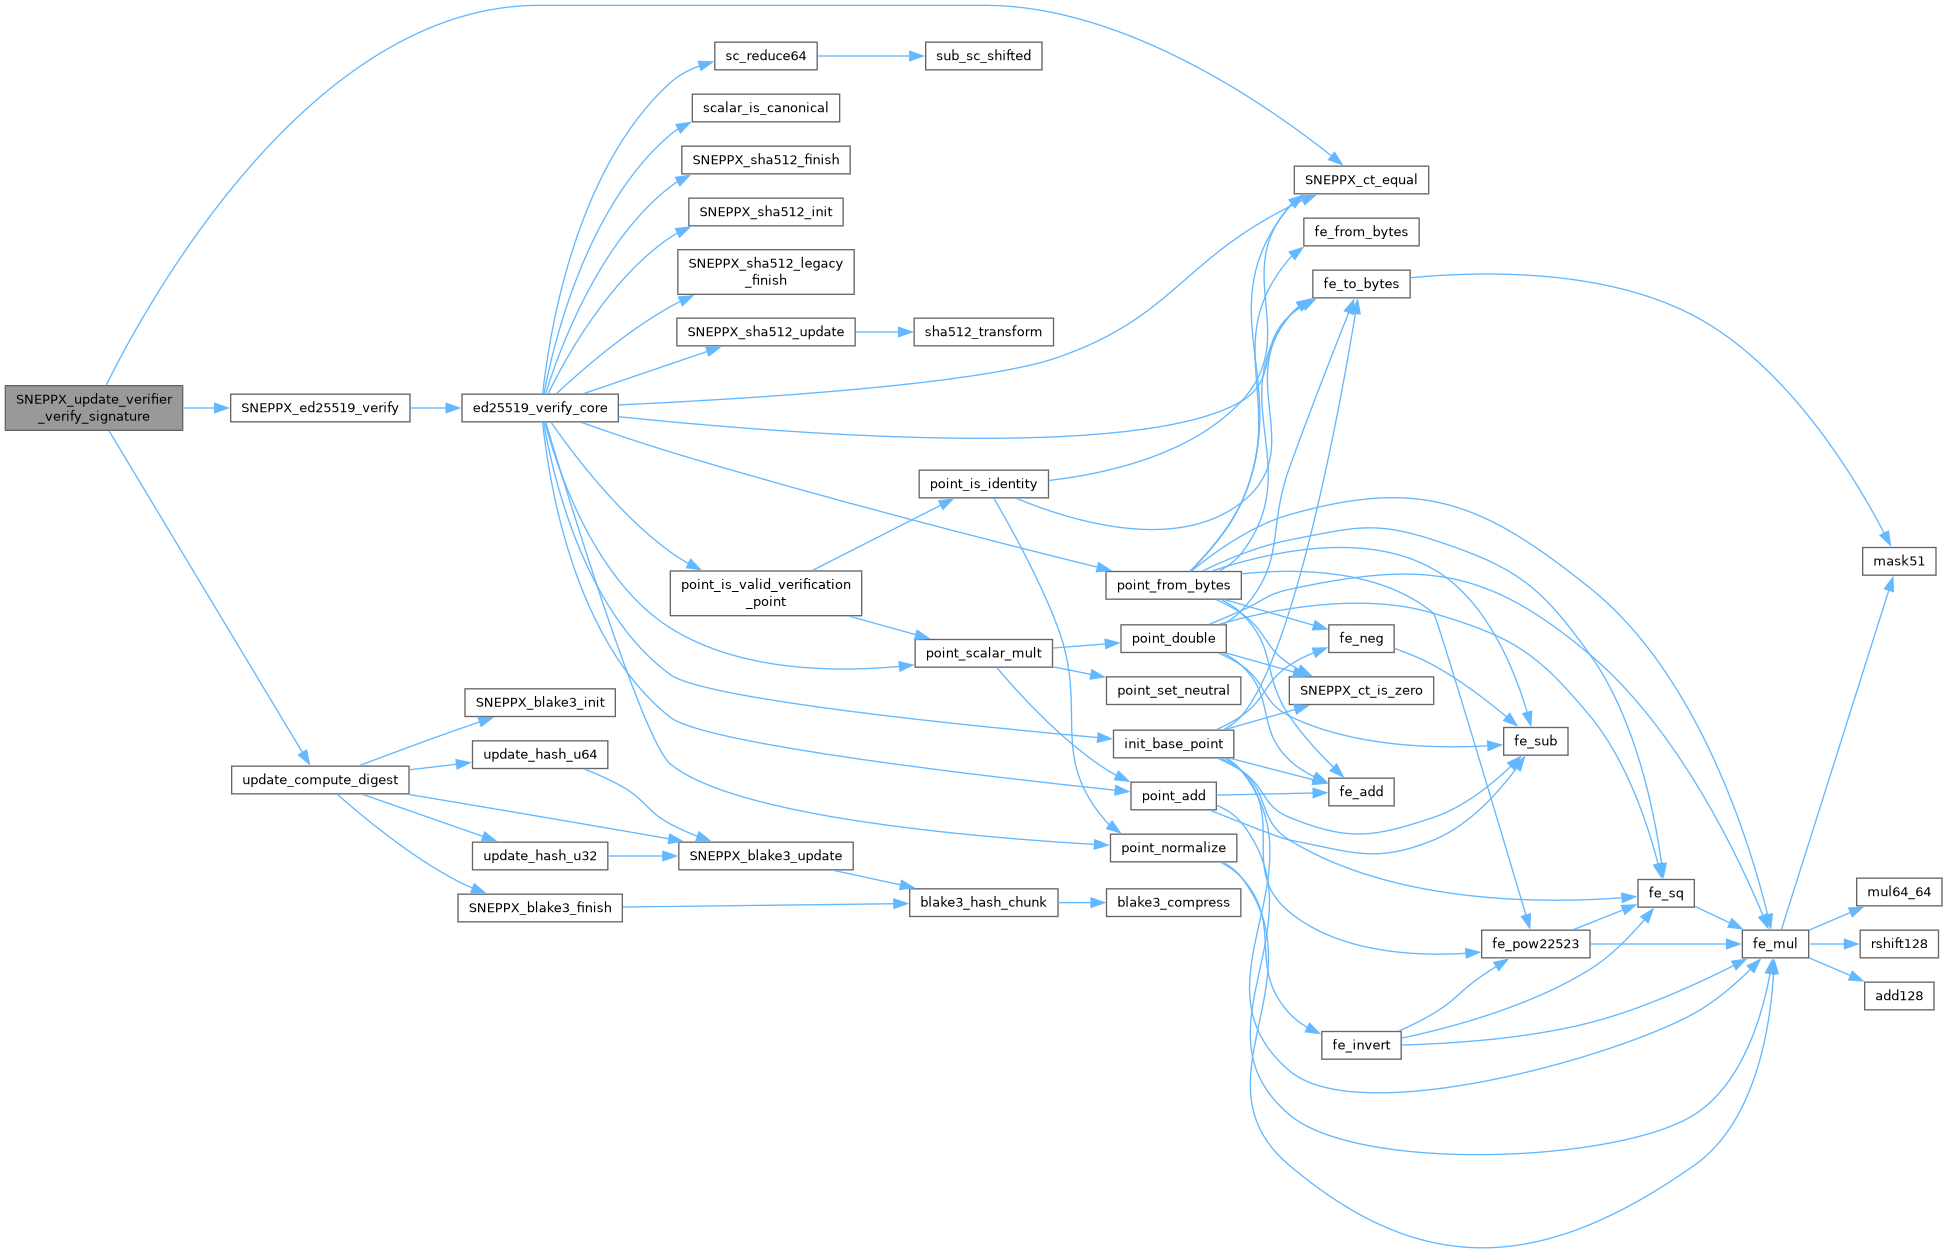 SNEPPX_update_verifier
_verify_signature
SNEPPX_ed25519_verify
update_compute_digest
ed25519_verify_core
SNEPPX_blake3_init
update_hash_u64
update_hash_u32
SNEPPX_blake3_finish
sc_reduce64
scalar_is_canonical
SNEPPX_sha512_finish
SNEPPX_sha512_init
SNEPPX_sha512_legacy
_finish
SNEPPX_sha512_update
point_is_valid_verification
_point
SNEPPX_blake3_update
sub_sc_shifted
sha512_transform
point_is_identity
point_scalar_mult
blake3_hash_chunk
point_from_bytes
point_double
point_set_neutral
init_base_point
point_add
point_normalize
blake3_compress
SNEPPX_ct_equal
fe_from_bytes
fe_to_bytes
fe_neg
SNEPPX_ct_is_zero
fe_add
fe_invert
fe_sub
fe_pow22523
fe_sq
fe_mul
mask51
mul64_64
rshift128
add128